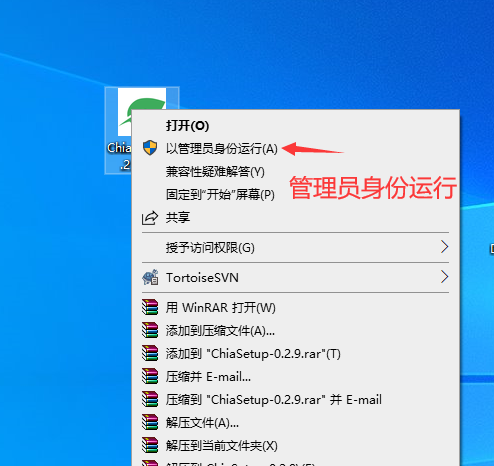 Chia
.2
打开(O)
以管理员身份运行(A)
兼容性疑难解答(Y)
管理员身份运行
固定到"开始"屏幕(P)
共享
授予访问权限(G)
TortoiseSVN
用 WinRAR 打开(W)
添加到压缩文件(A)...
添加到 "ChiaSetup-0.2.9.rar"(T)
压缩并 E-mail...
压缩到 "ChiaSetup-0.2.9.rar" 并 E-mail
解压文件(A)...
解压到当前文件夹(X)